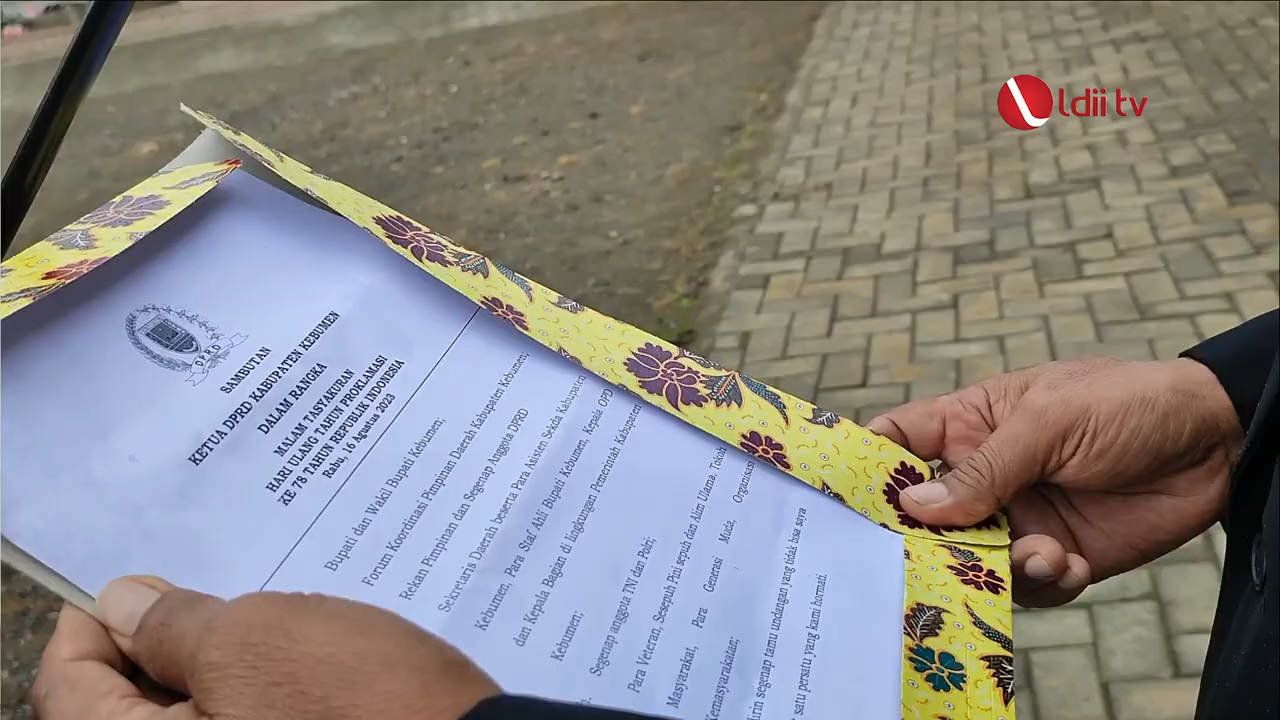 ldii tv
DPRD
SAMBUTAN
KETUA DPRD KABUPATEN KEBUMEN
DALAM RANGKA
MALAM TASYAKURAN
HARI ULANG TAHUN PROKLAMASI
KE 78 TAHUN REPUBLIK INDONESIA
Rabu, 16 Agustus 2023
Bupati dan Wakil Bupati Kebumen;
Forum Koordinasi Pimpinan Daerah Kabupaten Kebumen;
Rekan Pimpinan dan Segenap Anggota DPRD
Sekretaris Daerah beserta Para Asisten Sekda Kabupaten
Kebumen, Para Staf Ahli Bupati Kebumen, Kepala OPD
dan Kepala Bagian di lingkungan Pemerintah Kabupaten
Kebumen;
Segenap anggota TNI dan Polri;
Para Veteran, Sesepuh Pini sepuh dan Alim Ulama, Tokoh
Masyarakat, Para Generasi Muda, Organisasi
Kemasyarakatan;
segenap tamu undangan yang tidak bisa saya
satu persatu yang kami hormati.